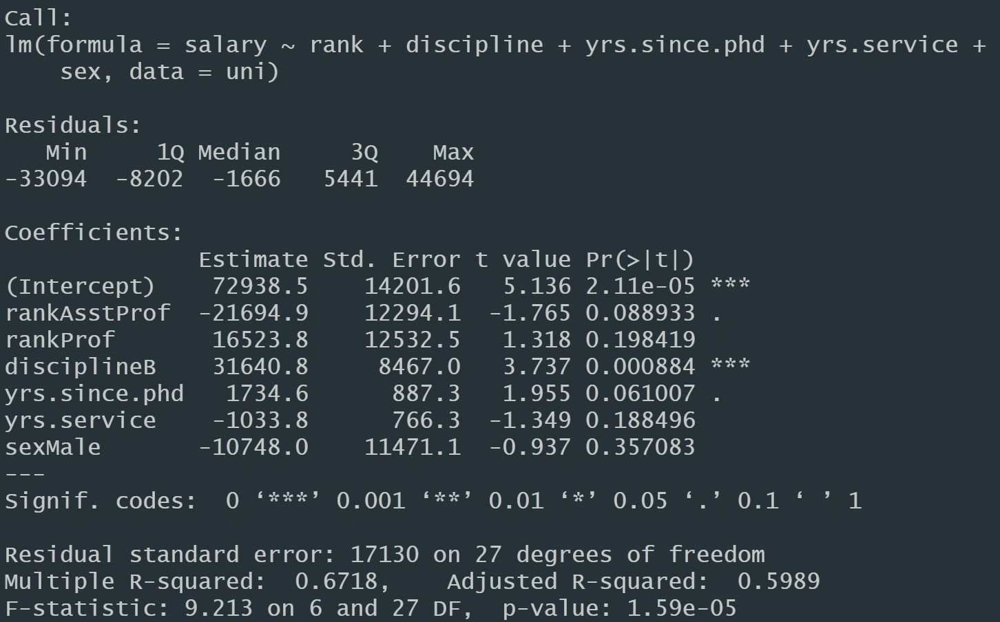 Call:
lm(formula = salary ~ rank + discipline + yrs.since.phd + yrs.service +
    sex, data = uni)

Residuals:
   Min     1Q Median     3Q    Max
-33094  -8202  -1666   5441  44694

Coefficients:
              Estimate Std. Error t value Pr(>|t|)
(Intercept)    72938.5    14201.6   5.136 2.11e-05 ***
rankAsstProf  -21694.9    12294.1  -1.765 0.088933 .
rankProf       16523.8    12532.5   1.318 0.198419
disciplineB    31640.8     8467.0   3.737 0.000884 ***
yrs.since.phd   1734.6      887.3   1.955 0.061007 .
yrs.service    -1033.8      766.3  -1.349 0.188496
sexMale       -10748.0    11471.1  -0.937 0.357083
---
Signif. codes:  0 ‘***’ 0.001 ‘**’ 0.01 ‘*’ 0.05 ‘.’ 0.1 ‘ ’ 1

Residual standard error: 17130 on 27 degrees of freedom
Multiple R-squared:  0.6718,    Adjusted R-squared:  0.5989
F-statistic: 9.213 on 6 and 27 DF,  p-value: 1.59e-05